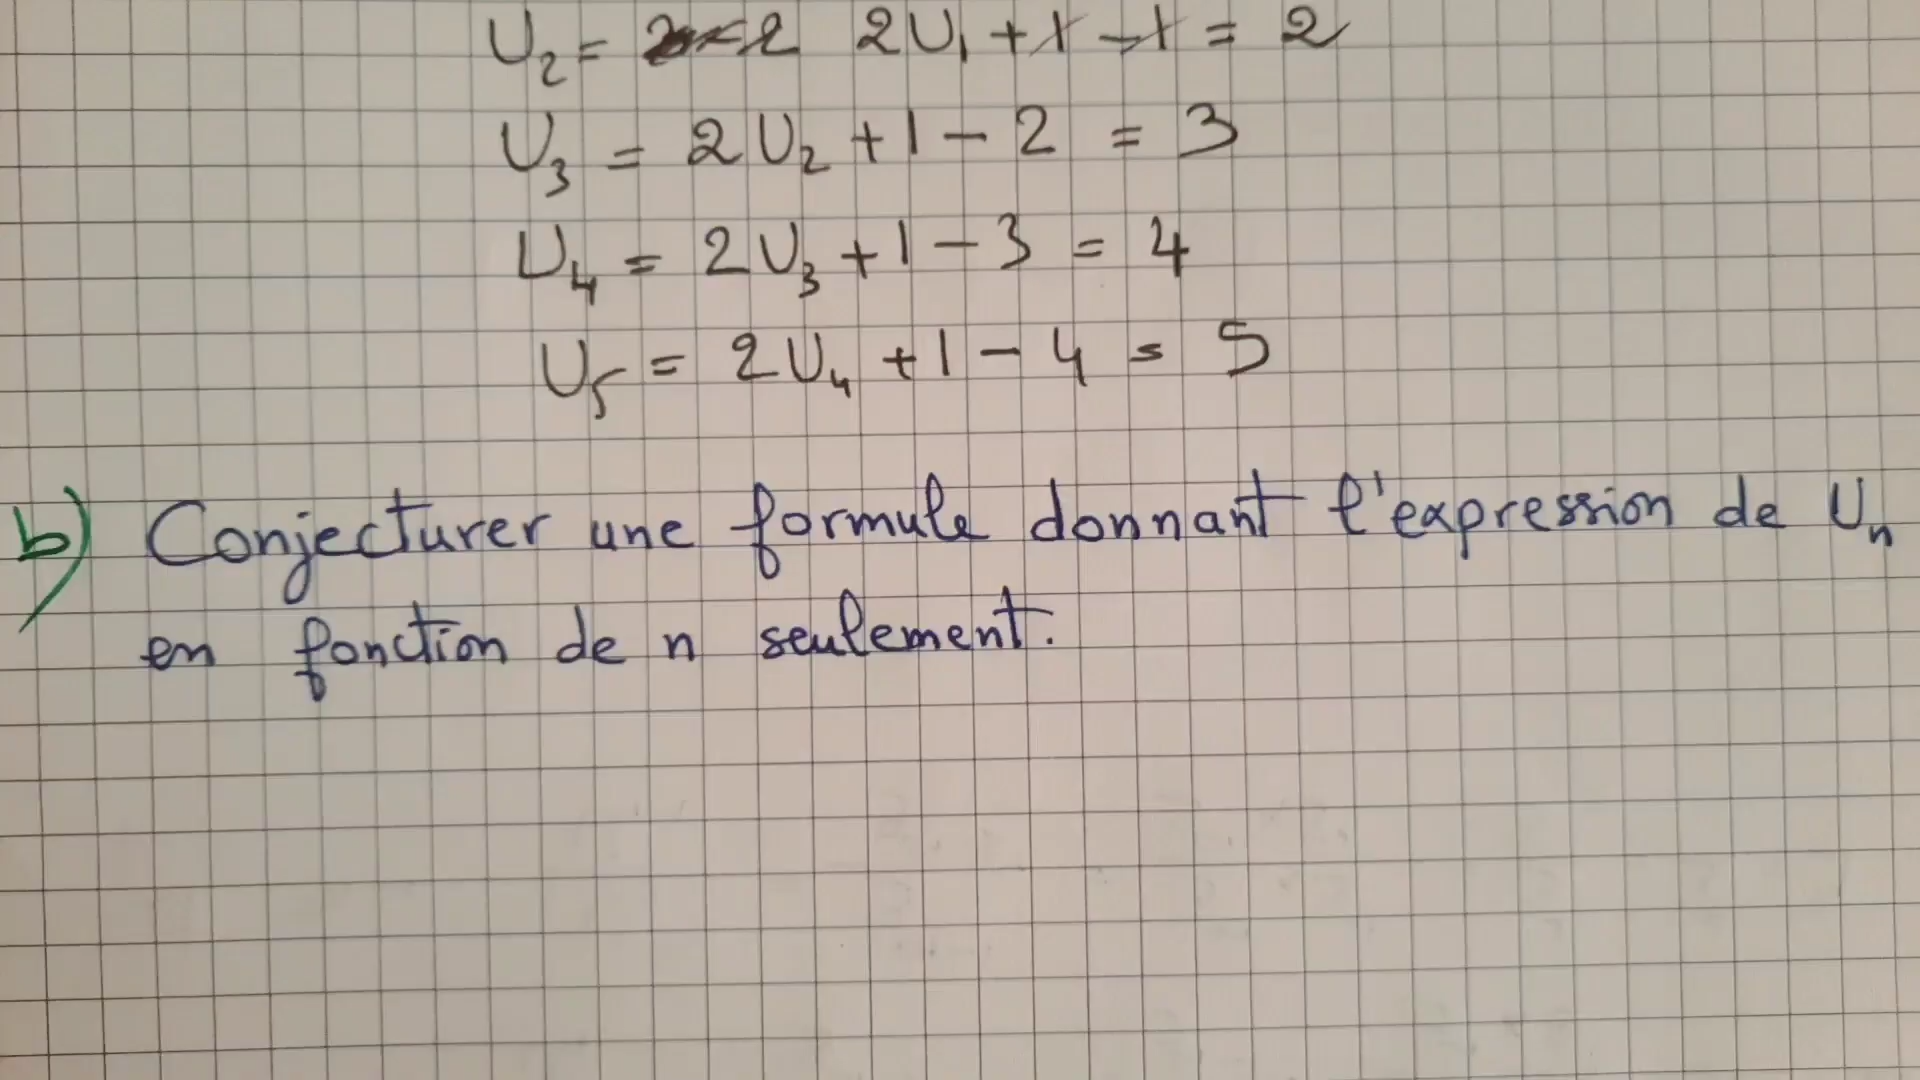 U₂ = 2U₁ + 1 - 1 = 2
U₃ = 2U₂ + 1 - 2 = 3
U₄ = 2U₃ + 1 - 3 = 4
U₅ = 2U₄ + 1 - 4 = 5
b) Conjecturer une formule donnant l'expression de Uₙ
en fonction de n seulement.